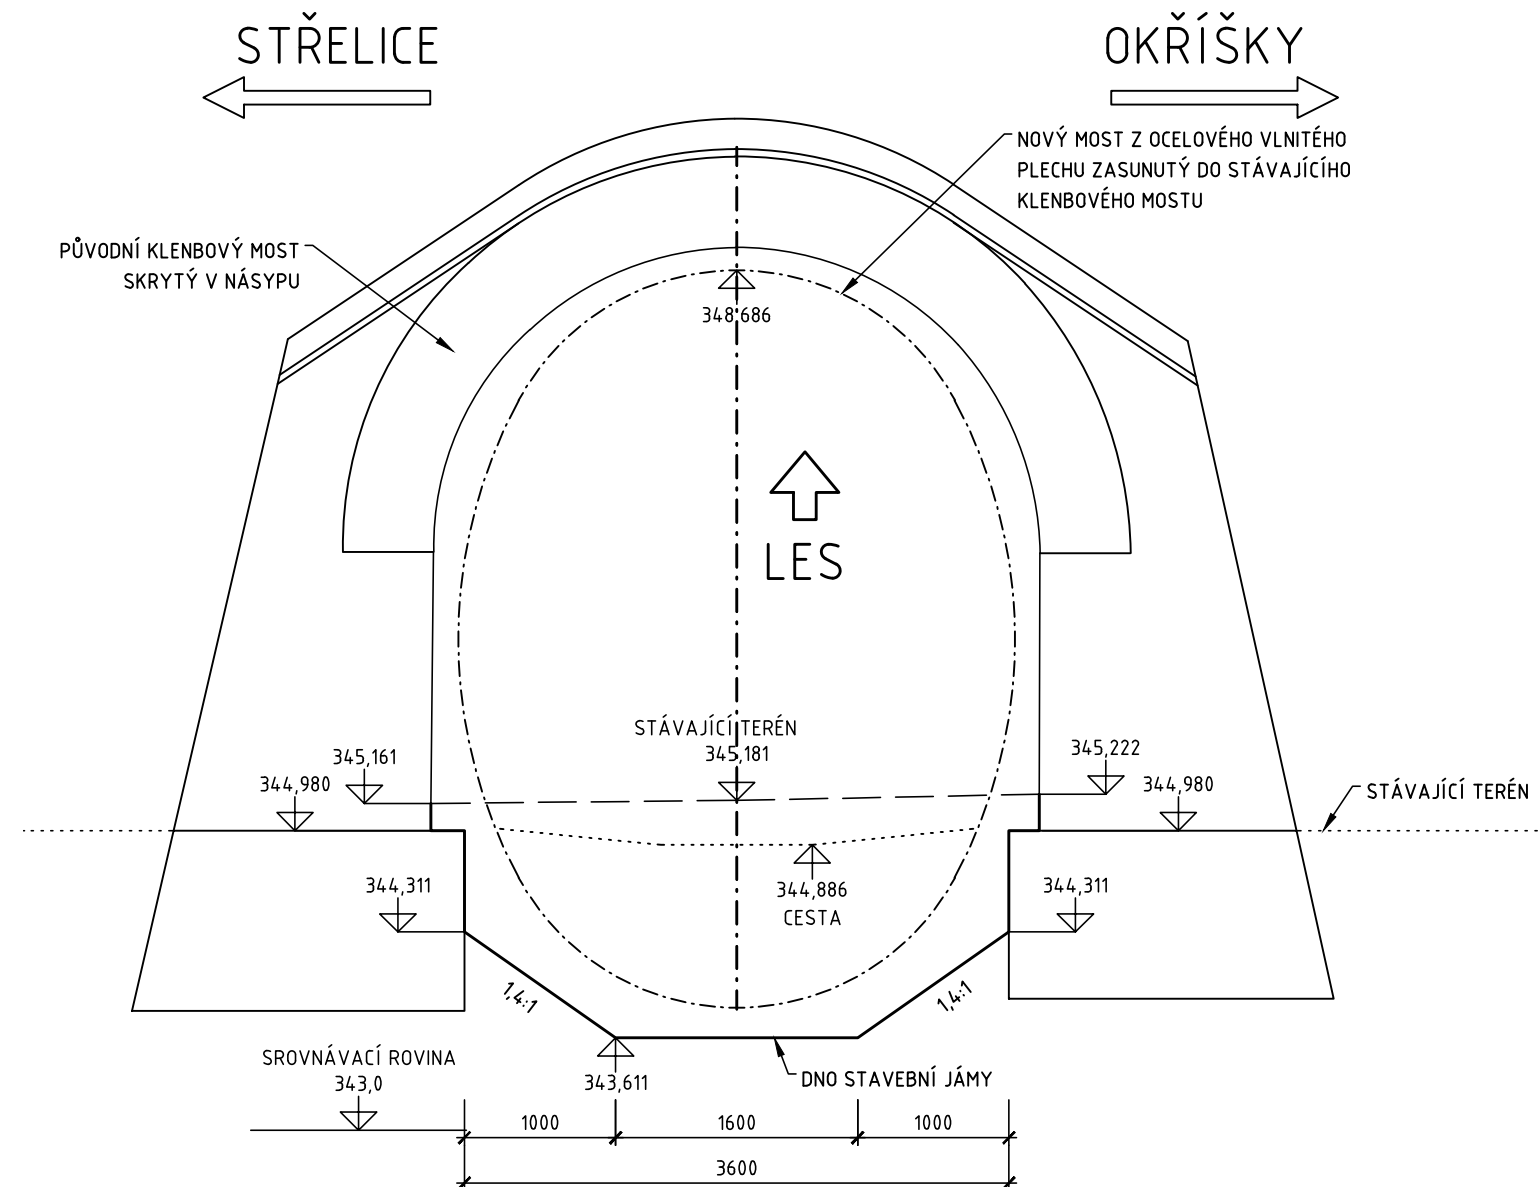 STŘELICE
OKŘÍŠKY
NOVÝ MOST Z OCELOVÉHO VLNITÉHO
PLECHU ZASUNUTÝ DO STÁVAJÍCÍHO
KLENBOVÉHO MOSTU
PŮVODNÍ KLENBOVÝ MOST
SKRYTÝ V NÁSYPU
348,686
LES
STÁVAJÍCÍ TERÉN
345,181
345,161
345,222
344,980
344,980
STÁVAJÍCÍ TERÉN
344,311
344,886
CESTA
344,311
1,4:1
1,4:1
SROVNÁVACÍ ROVINA
343,0
343,611
DNO STAVEBNÍ JÁMY
1000
1600
1000
3600